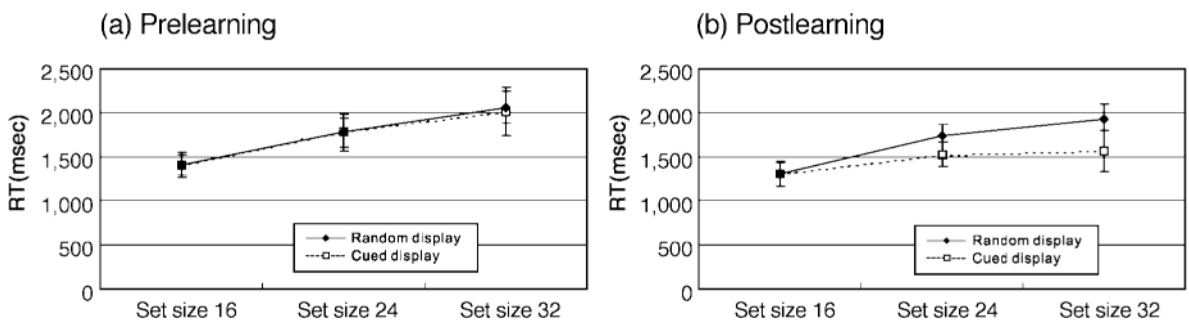 (a) Prelearning
RT(msec)
2,500
2,000
1,500
1,000
500
0
Random display
Cued display
Set size 16
Set size 24
Set size 32
(b) Postlearning
RT(msec)
2,500
2,000
1,500
1,000
500
0
Random display
Cued display
Set size 16
Set size 24
Set size 32